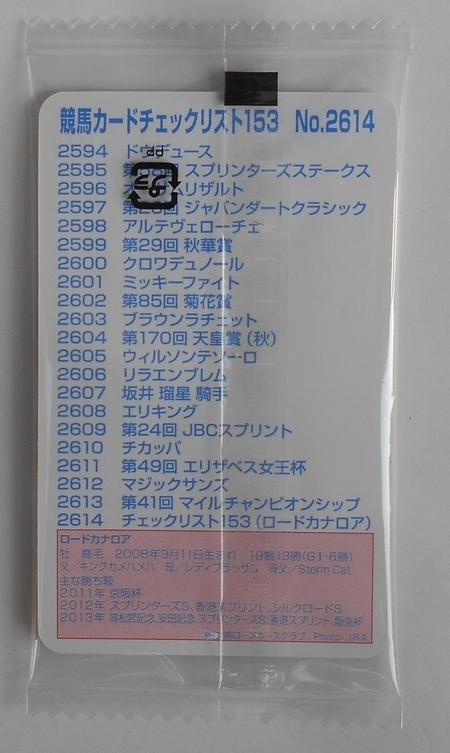 競馬カードチェックリスト153 No.2614
2594 ドウデュース
PP
2595 第58回 スプリンターズステークス
プラ
2596 ムリザルト
2597 第26回 ジャパンダートクラシック
2598 アルテヴェローチェ
2599 第29回 秋華賞
2600 クロワデュノール
2601 ミッキーファイト
2602 第85回 菊花賞
2603 ブラウンラチェット
2604 第170回 天皇賞(秋)
2605 ウィルソンテソーロ
2606 リラエンブレム
2607 坂井 瑠星 騎手
2608 エリキング
2609 第24回 JBCスプリント
2610 チカッパ
2611 第49回 エリザベス女王杯
2612 マジックサンズ
2613 第41回 マイルチャンピオンシップ
2614 チェックリスト153(ロードカナロア)
ロードカナロア
牡 鹿毛 2008年3月11日生まれ 19戦13勝(GⅠ・6勝)
父/キングカメハメハ 母/レディブラッサム 母父/Storm Cat
主な勝ち鞍
2011年 京阪杯
2012年 スプリンターズS、香港スプリント、シルクロードS
2013年 高松宮記念、安田記念、スプリンターズS、香港スプリント、阪急杯
ローズホースクラブ Photo J.R.A